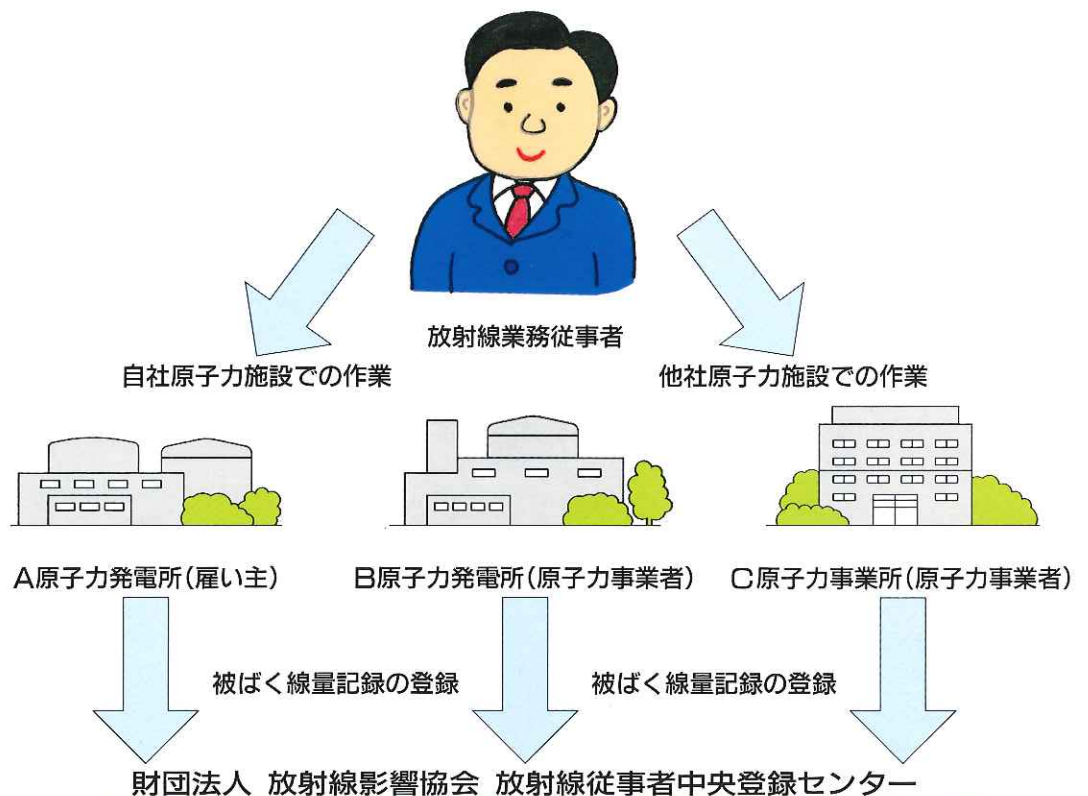 放射線業務従事者
自社原子力施設での作業
他社原子力施設での作業
A原子力発電所(雇い主)
B原子力発電所(原子力事業者)
C原子力事業所(原子力事業者)
被ばく線量記録の登録
被ばく線量記録の登録
財団法人 放射線影響協会 放射線従事者中央登録センター